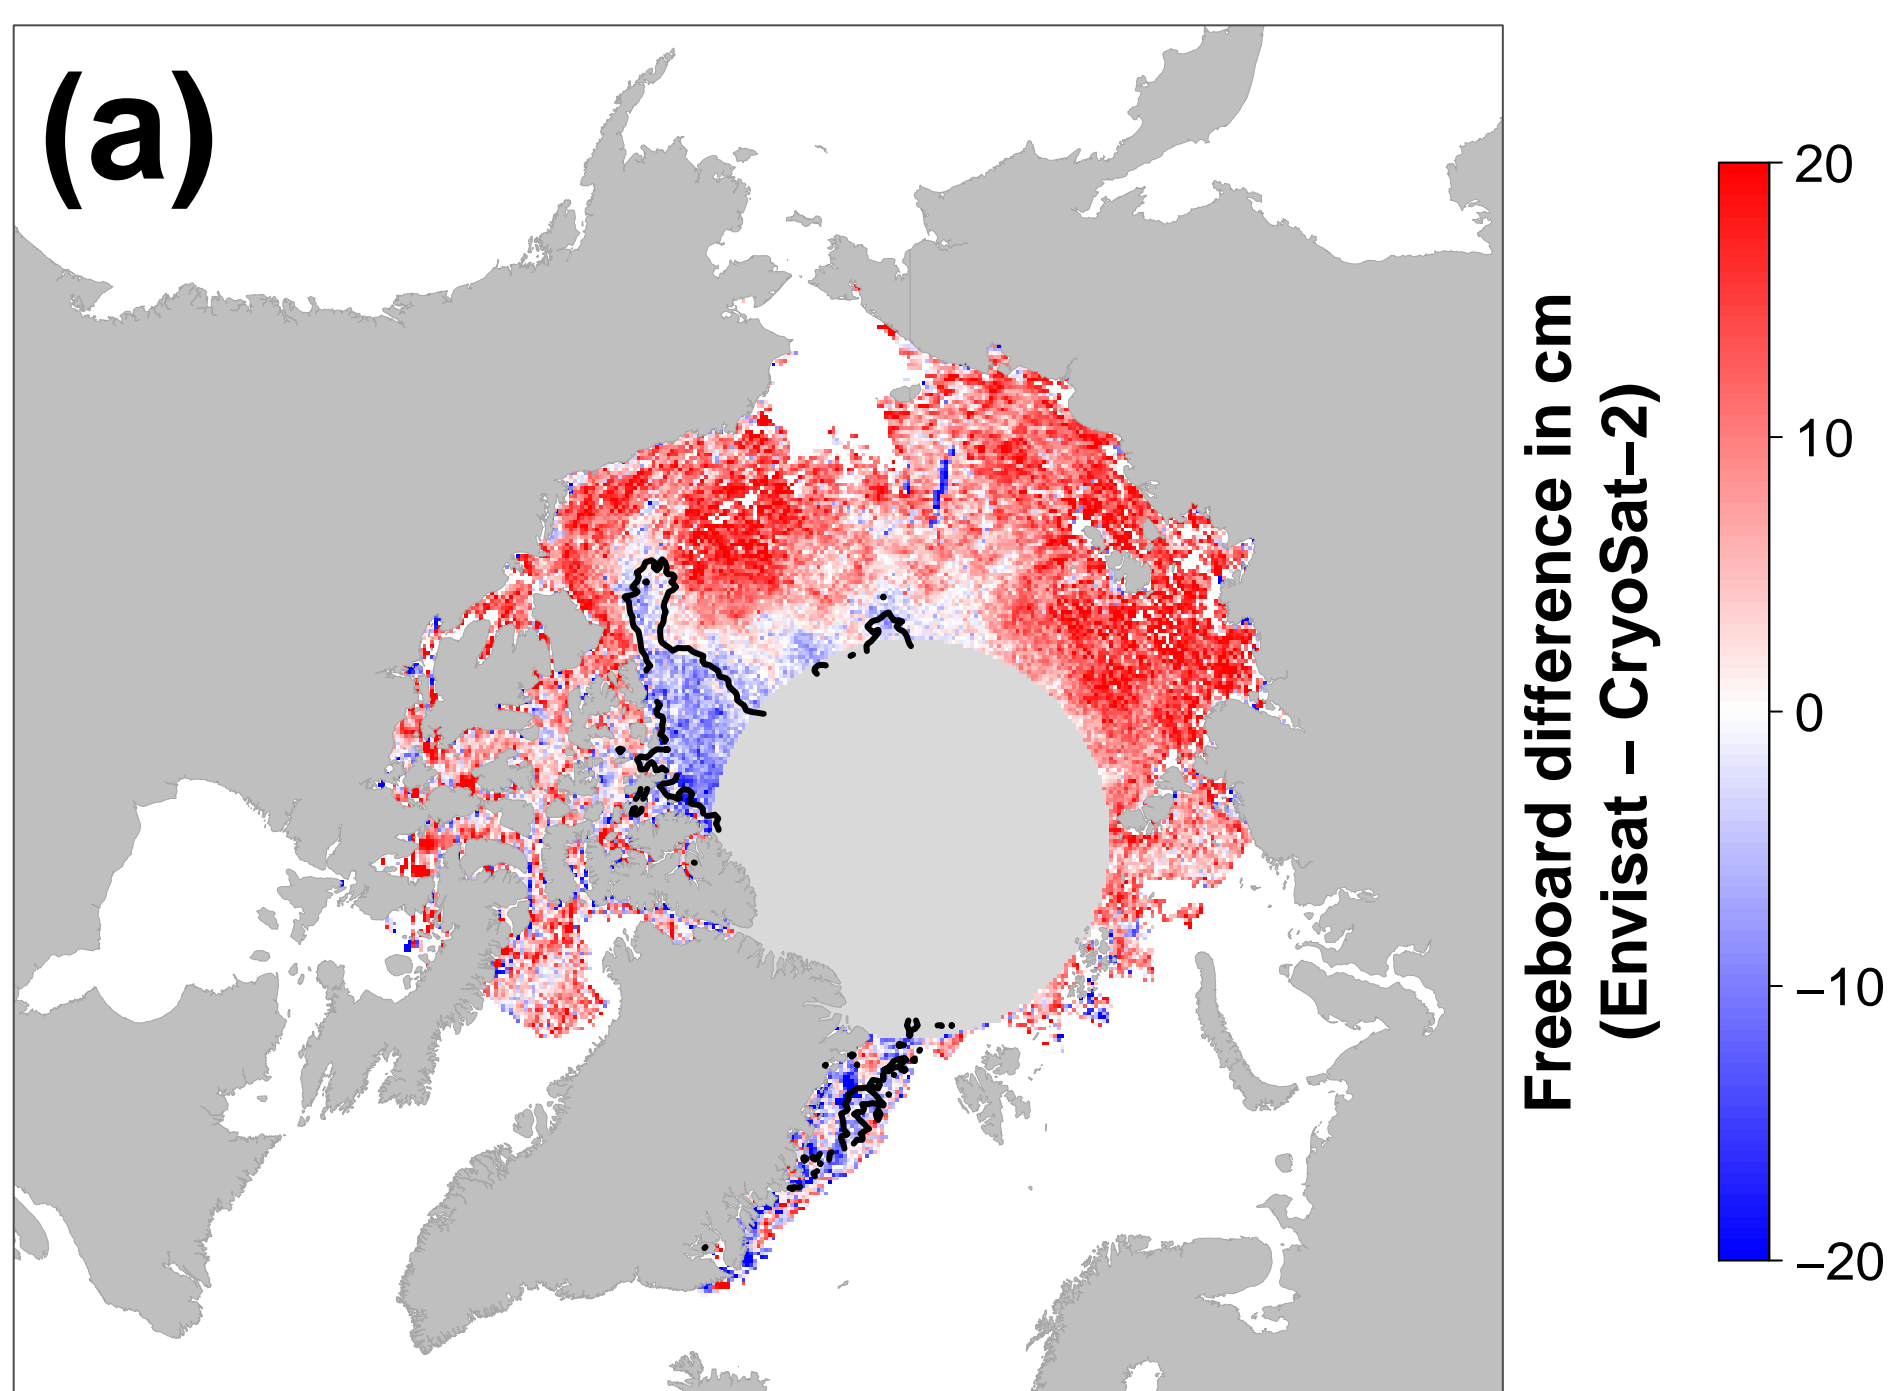 (a)
Freeboard difference in cm
(Envisat − CryoSat−2)
20
10
0
−10
−20